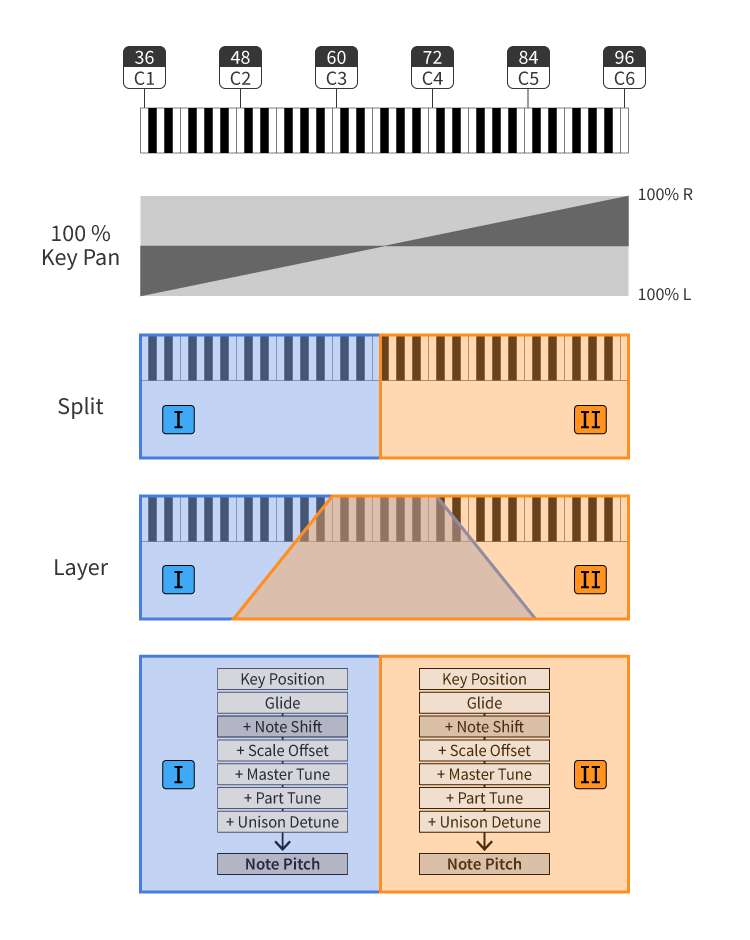 36 48 60 72 84 96
C1 C2 C3 C4 C5 C6
100% R
100 %
Key Pan
100% L
Split
I II
Layer
I II
Key Position Key Position
Glide Glide
+ Note Shift + Note Shift
+ Scale Offset + Scale Offset
I + Master Tune + Master Tune II
+ Part Tune + Part Tune
+ Unison Detune + Unison Detune
Note Pitch Note Pitch